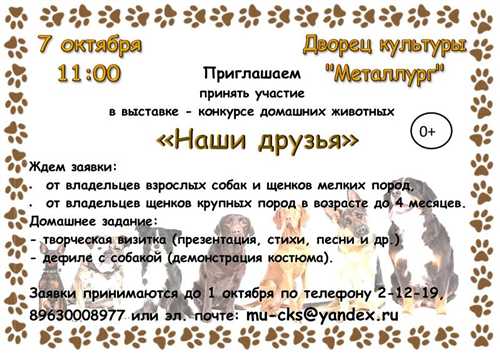 7 октября
11:00
Дворец культуры
"Металлург"
Приглашаем
принять участие
в выставке - конкурсе домашних животных
«Наши друзья»
0+
Ждем заявки:
• от владельцев взрослых собак и щенков мелких пород,
• от владельцев щенков крупных пород в возрасте до 4 месяцев.
Домашнее задание:
- творческая визитка (презентация, стихи, песни и др.)
- дефиле с собакой (демонстрация костюма).
Заявки принимаются до 1 октября по телефону 2-12-19,
89630008977 или эл. почте: mu-cks@yandex.ru